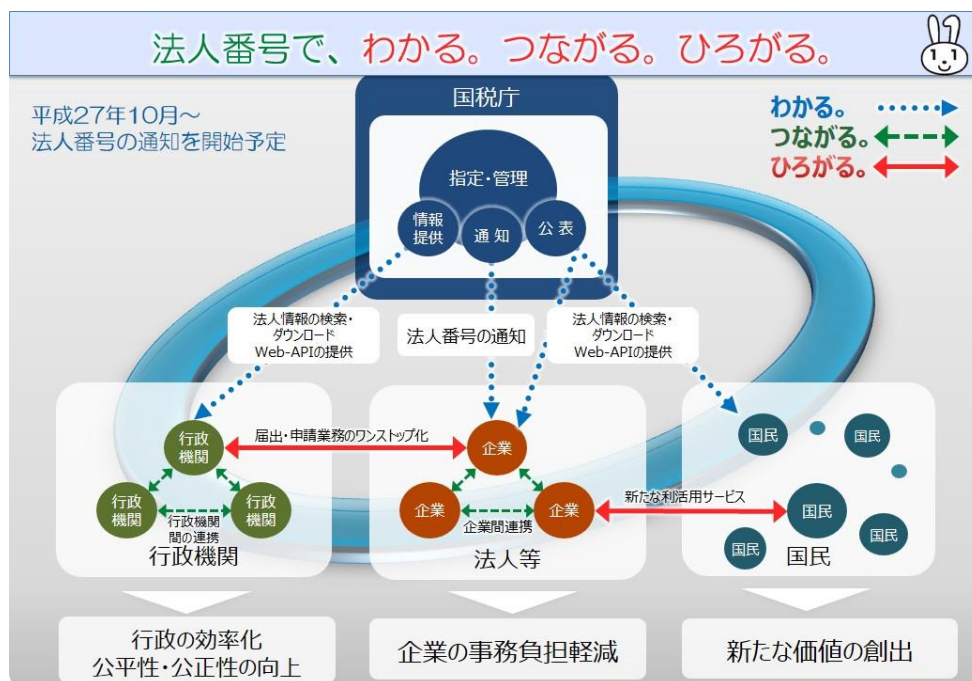 法人番号で、わかる。つながる。ひろがる。
平成27年10月～
法人番号の通知を開始予定
国税庁
指定・管理
情報
提供
通知
公表
わかる。
つながる。
ひろがる。
法人情報の検索・
ダウンロード
Web-APIの提供
法人番号の通知
法人情報の検索・
ダウンロード
Web-APIの提供
行政
機関
届出・申請業務のワンストップ化
企業
国民
国民
行政
機関
行政
機関
行政機関
間の連携
行政機関
企業
企業
企業間連携
法人等
新たな利活用サービス
国民
国民
国民
国民
行政の効率化
公平性・公正性の向上
企業の事務負担軽減
新たな価値の創出